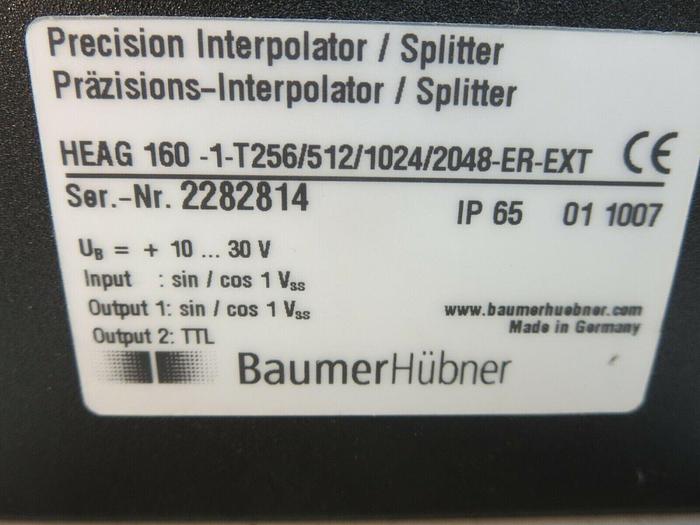 Precision Interpolator / Splitter
Präzisions-Interpolator / Splitter
HEAG 160 -1-T256/512/1024/2048-ER-EXT CE
Ser.-Nr. 2282814 IP 65 01 1007
UB = + 10 ... 30 V
Input : sin / cos 1 Vss
Output 1: sin / cos 1 Vss www.baumerhuebner.com
Output 2: TTL Made in Germany
BaumerHübner